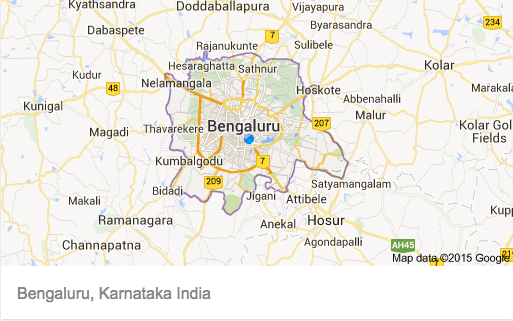 Doddaballapura
Vijayapura
Kyathsandra
7
Byarasandra
234
Dabaspete
Rajanukunte
Sulibele
Hesaraghatta
Sathnur
Kolar
Kudur
Nelamangala
Hoskote
48
Marakala
Abbenahalli
Kunigal
Malur
Magadi
Thavarekere
Bengaluru
207
Kolar Gol
Fields
Kumbalgodu
7
Bidadi
209
Satyamangalam
Makali
Jigani
Attibele
Ramanagara
Anekal
Hosur
Channapatna
Agondapalli
AH45
Map data ©2015 Google
Bengaluru, Karnataka India